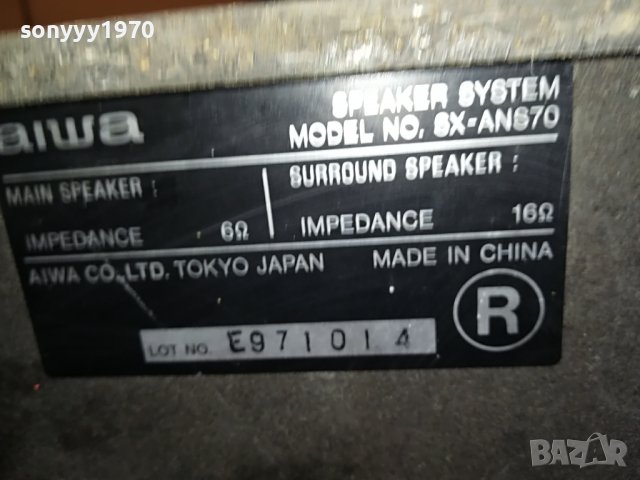 sonyyy1970
aiwa
SPEAKER SYSTEM
MODEL NO. SX-ANS70
MAIN SPEAKER :
IMPEDANCE 6Ω
SURROUND SPEAKER :
IMPEDANCE 16Ω
AIWA CO.,LTD. TOKYO JAPAN MADE IN CHINA
R
LOT NO. E971014
BAZAR